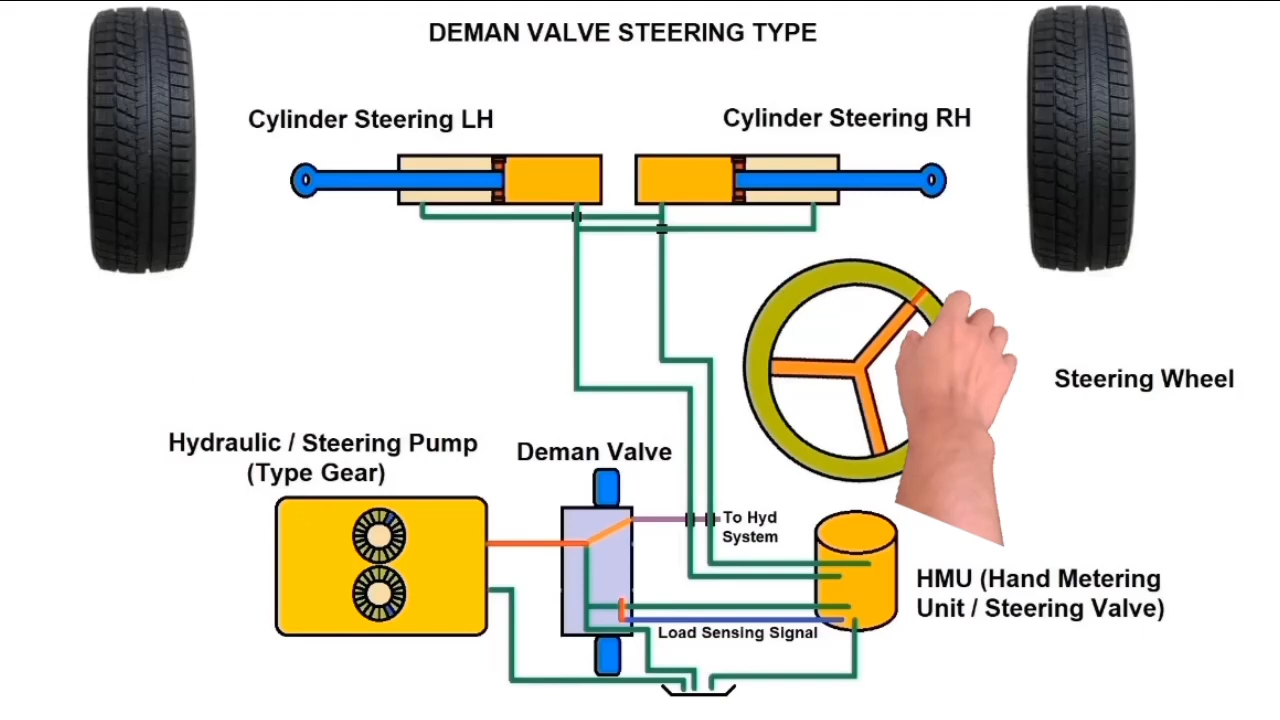 DEMAN VALVE STEERING TYPE
Cylinder Steering LH
Cylinder Steering RH
Steering Wheel
Hydraulic / Steering Pump
(Type Gear)
Deman Valve
To Hyd
System
HMU (Hand Metering
Unit / Steering Valve)
Load Sensing Signal